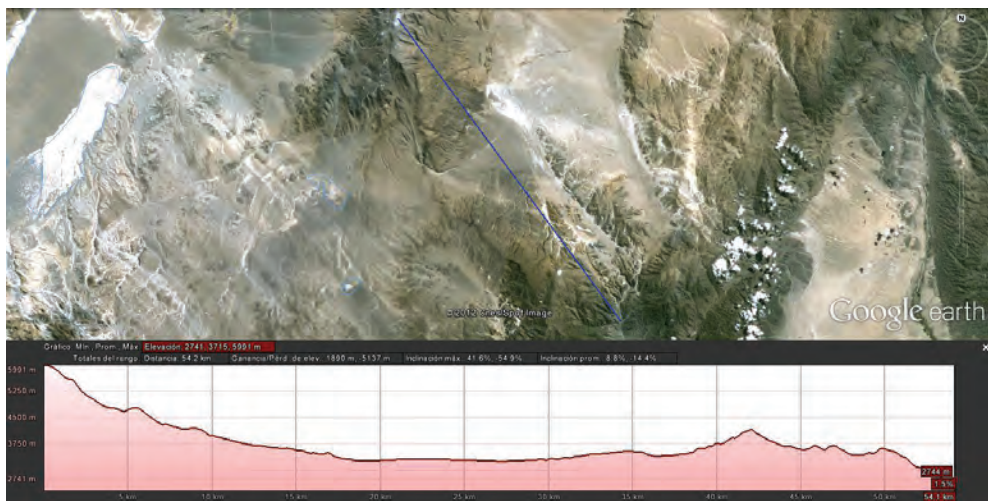 N
©2012 Cnes/Spot Image
Google earth
Gráfico: Mín., Prom., Máx. Elevación: 2741, 3715, 5991 m
Totales del rango: Distancia: 54.2 km Ganancia/Pérd. de elev.: 1890 m, -5137 m Inclinación máx.: 41.6%, -54.9% Inclinación prom.: 8.8%, -14.4%
5991 m
5250 m
4500 m
3750 m
2741 m
2744 m
1.5%
5 km 10 km 15 km 20 km 25 km 30 km 35 km 40 km 45 km 50 km 54.1 km